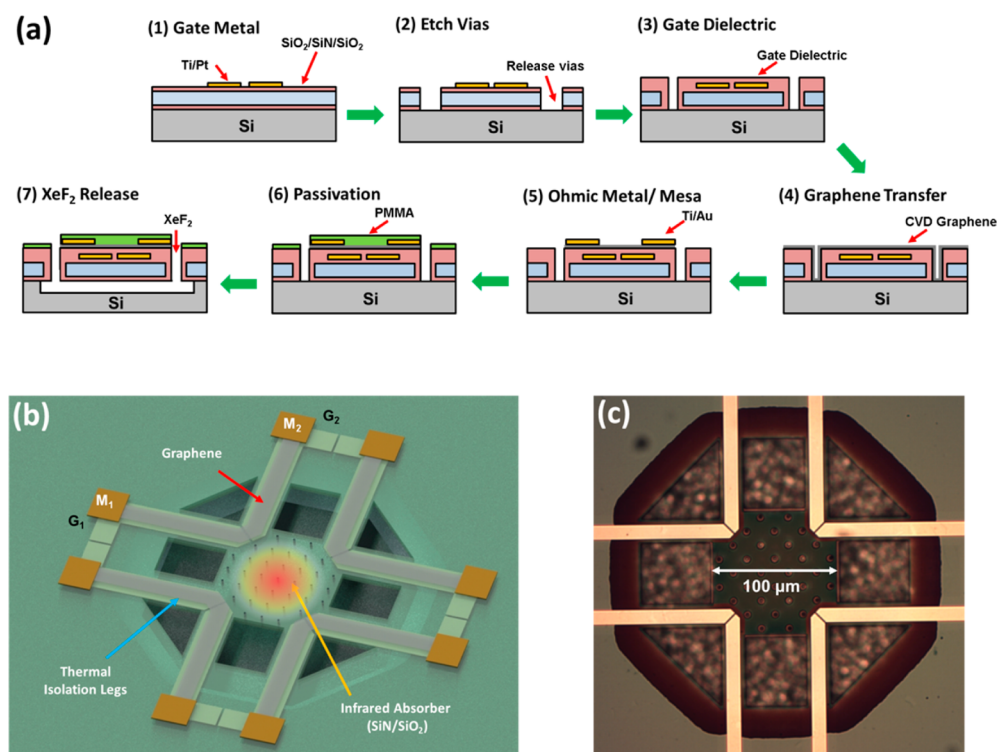 (a)
(1) Gate Metal
Ti/Pt
SiO₂/SiN/SiO₂
Si
(2) Etch Vias
Release vias
Si
(3) Gate Dielectric
Gate Dielectric
Si
(7) XeF₂ Release
XeF₂
Si
(6) Passivation
PMMA
Si
(5) Ohmic Metal/ Mesa
Ti/Au
Si
(4) Graphene Transfer
CVD Graphene
Si
(b)
M₂
G₂
Graphene
M₁
G₁
Thermal
Isolation Legs
Infrared Absorber
(SiN/SiO₂)
(c)
100 µm